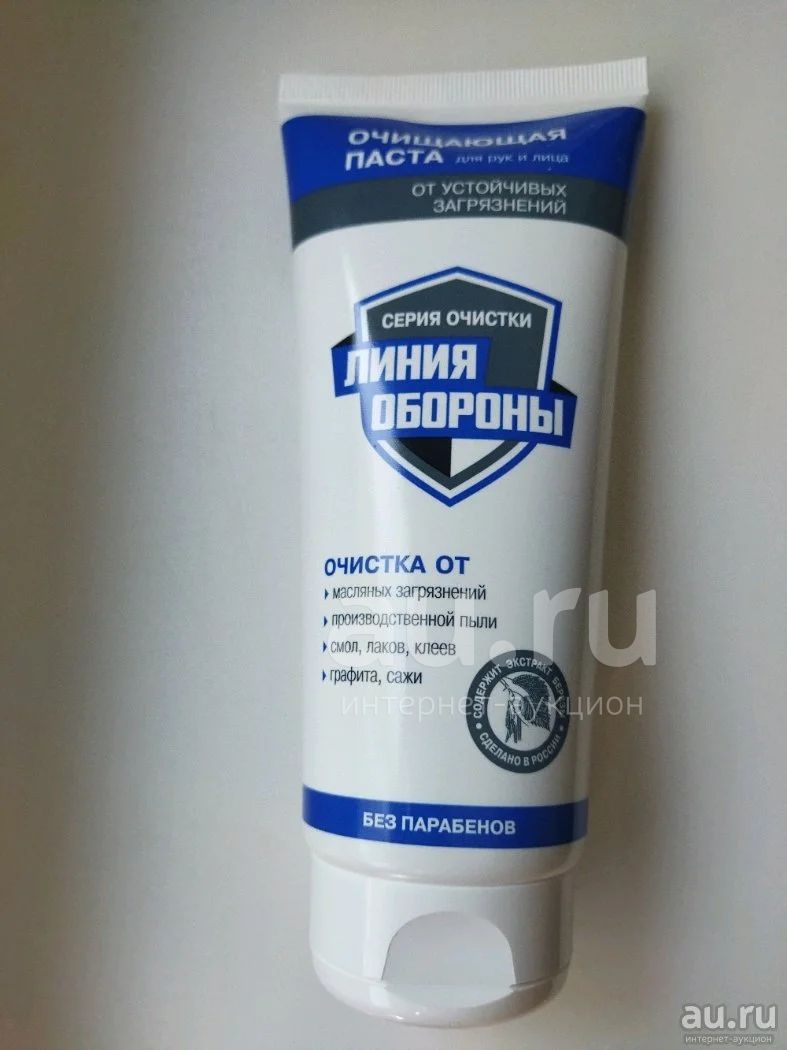 ОЧИЩАЮЩАЯ
ПАСТА для рук и лица
ОТ УСТОЙЧИВЫХ
ЗАГРЯЗНЕНИЙ
СЕРИЯ ОЧИСТКИ
ЛИНИЯ
ОБОРОНЫ
ОЧИСТКА ОТ
масляных загрязнений
производственной пыли
смол, лаков, клеев
графита, сажи
au.ru
интернет-аукцион
СОДЕРЖИТ ЭКСТРАКТ
СДЕЛАНО В РОССИИ
БЕЗ ПАРАБЕНОВ
au.ru
интернет-аукцион